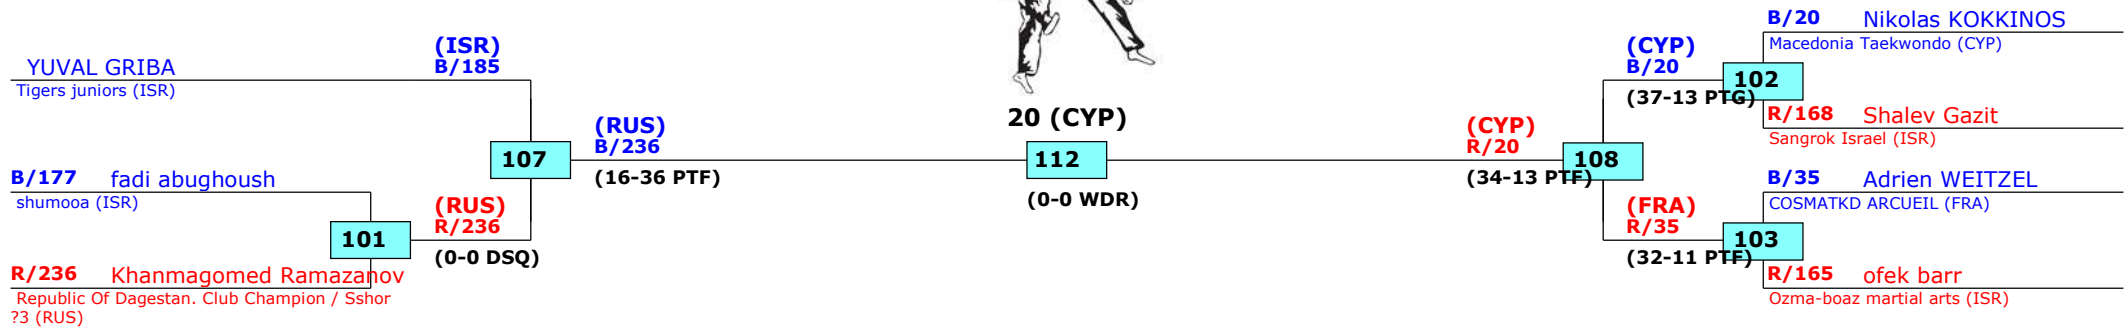 YUVAL GRIBA
Tigers juniors (ISR)
(ISR)
B/185
B/177 fadi abughoush
shumooa (ISR)
101
R/236 Khanmagomed Ramazanov
Republic Of Dagestan. Club Champion / Sshor
?3 (RUS)
(RUS)
R/236
(0-0 DSQ)
107
(RUS)
B/236
(16-36 PTF)
20 (CYP)
112
(0-0 WDR)
(CYP)
R/20
(34-13 PTF)
108
(CYP)
B/20
(37-13 PTG)
(FRA)
R/35
(32-11 PTF)
B/20 Nikolas KOKKINOS
Macedonia Taekwondo (CYP)
102
R/168 Shalev Gazit
Sangrok Israel (ISR)
B/35 Adrien WEITZEL
COSMATKD ARCUEIL (FRA)
103
R/165 ofek barr
Ozma-boaz martial arts (ISR)